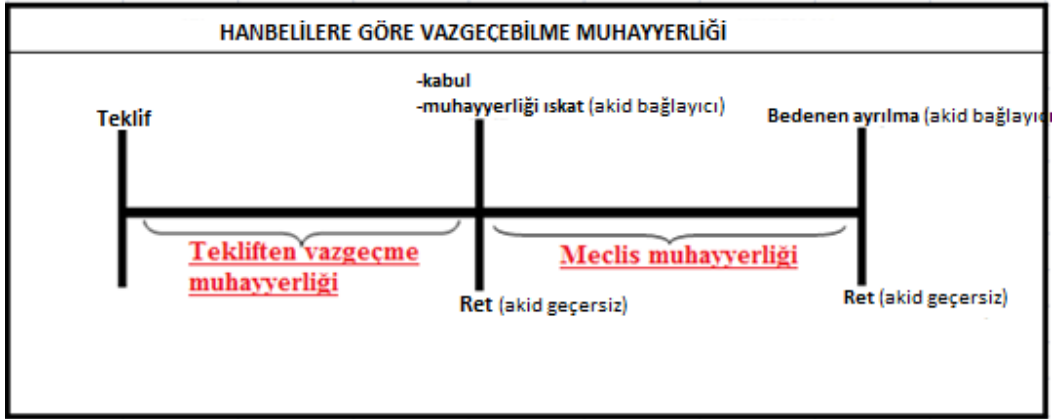 HANBELİLERE GÖRE VAZGEÇEBİLME MUHAYYERLİĞİ
-kabul
-muhayyerliği ıskat (akid bağlayıcı)
Teklif
Bedenen ayrılma (akid bağlayıcı
Tekliften vazgeçme
muhayyerliği
Meclis muhayyerliği
Ret (akid geçersiz)
Ret (akid geçersiz)